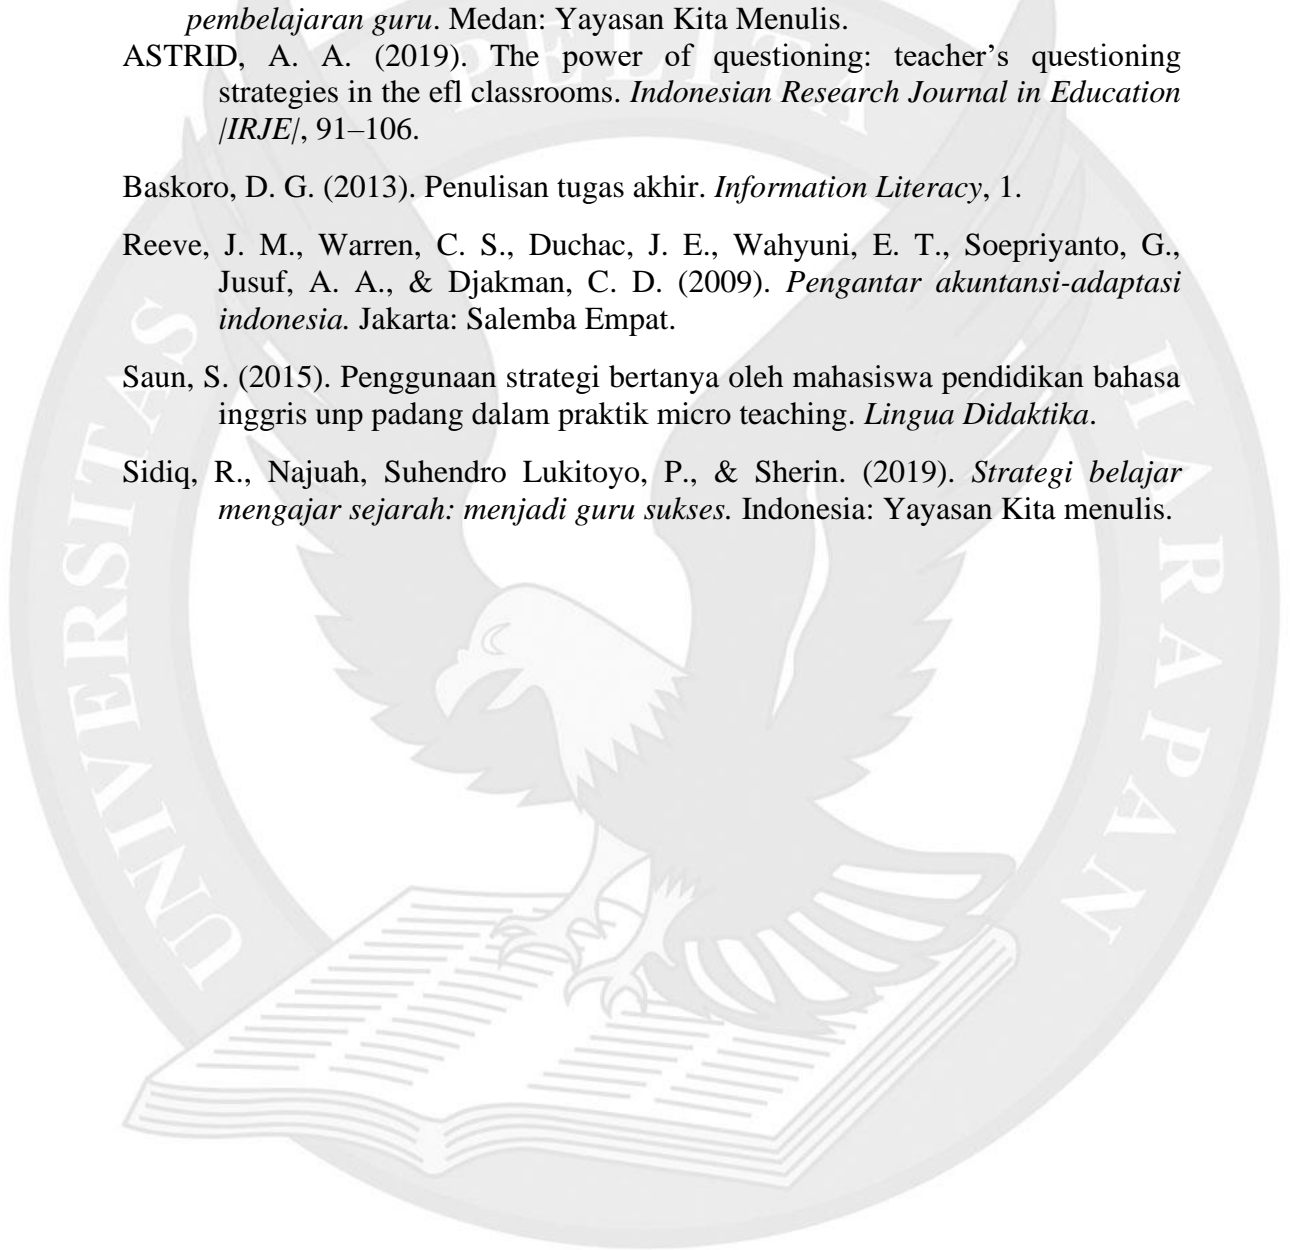 pembelajaran guru. Medan: Yayasan Kita Menulis.
ASTRID, A. A. (2019). The power of questioning: teacher’s questioning
strategies in the efl classrooms. Indonesian Research Journal in Education
|IRJE|, 91–106.
Baskoro, D. G. (2013). Penulisan tugas akhir. Information Literacy, 1.
Reeve, J. M., Warren, C. S., Duchac, J. E., Wahyuni, E. T., Soepriyanto, G.,
Jusuf, A. A., & Djakman, C. D. (2009). Pengantar akuntansi-adaptasi
indonesia. Jakarta: Salemba Empat.
Saun, S. (2015). Penggunaan strategi bertanya oleh mahasiswa pendidikan bahasa
inggris unp padang dalam praktik micro teaching. Lingua Didaktika.
Sidiq, R., Najuah, Suhendro Lukitoyo, P., & Sherin. (2019). Strategi belajar
mengajar sejarah: menjadi guru sukses. Indonesia: Yayasan Kita menulis.
UNIVERSITAS PELITA HARAPAN